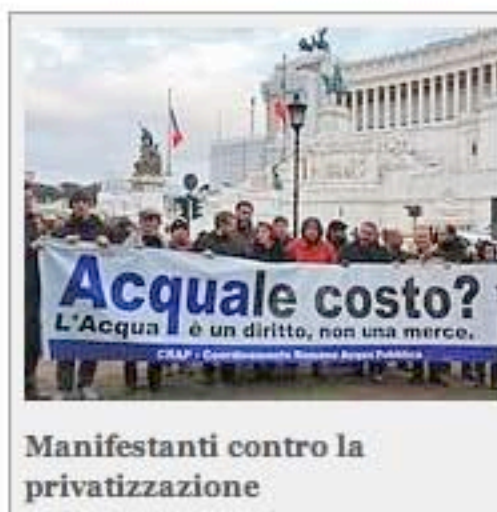 Acquale costo?
L'Acqua è un diritto, non una merce.
CRAP - Coordinamento Romano Acqua Pubblica
Manifestanti contro la
privatizzazione